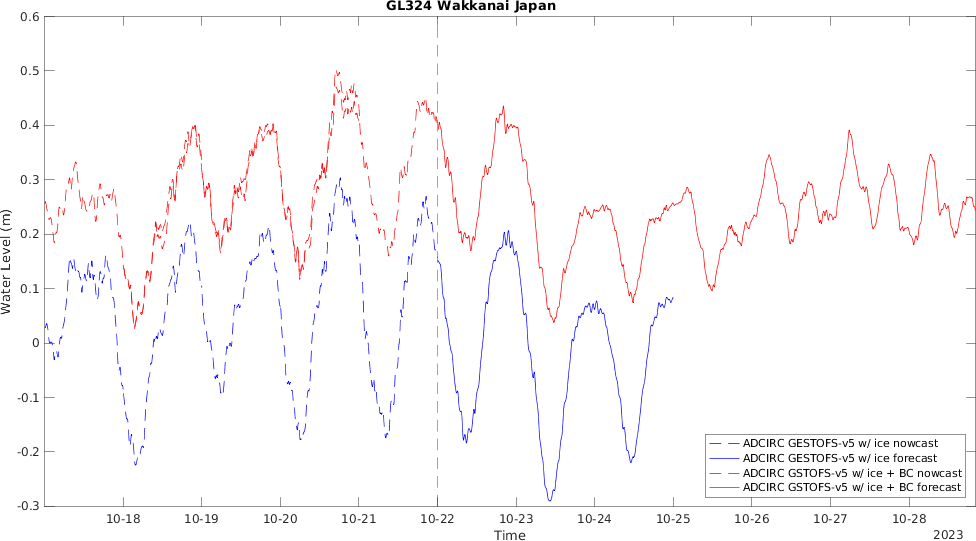 GL324 Wakkanai Japan
0.6
0.5
0.4
0.3
0.2
0.1
0
-0.1
-0.2
-0.3
Water Level (m)
ADCIRC GESTOFS-v5 w/ ice nowcast
ADCIRC GESTOFS-v5 w/ ice forecast
ADCIRC GSTOFS-v5 w/ ice + BC nowcast
ADCIRC GSTOFS-v5 w/ ice + BC forecast
10-18 10-19 10-20 10-21 10-22 10-23 10-24 10-25 10-26 10-27 10-28
Time
2023